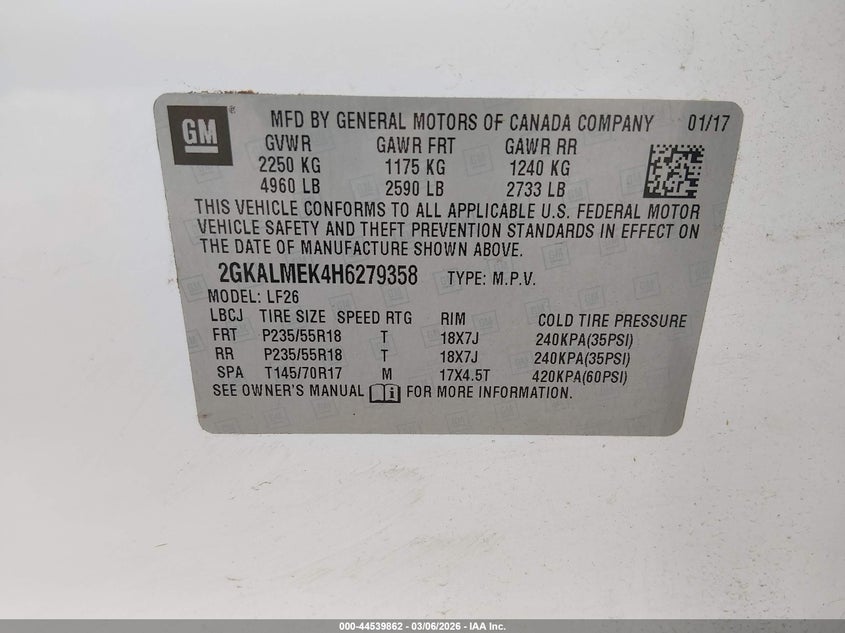 GM ® MFD BY GENERAL MOTORS OF CANADA COMPANY 01/17
GVWR GAWR FRT GAWR RR
2250 KG 1175 KG 1240 KG
4960 LB 2590 LB 2733 LB
THIS VEHICLE CONFORMS TO ALL APPLICABLE U.S. FEDERAL MOTOR
VEHICLE SAFETY AND THEFT PREVENTION STANDARDS IN EFFECT ON
THE DATE OF MANUFACTURE SHOWN ABOVE.
2GKALMEK4H6279358 TYPE: M.P.V.
MODEL: LF26
LBCJ TIRE SIZE SPEED RTG RIM COLD TIRE PRESSURE
FRT P235/55R18 T 18X7J 240KPA(35PSI)
RR P235/55R18 T 18X7J 240KPA(35PSI)
SPA T145/70R17 M 17X4.5T 420KPA(60PSI)
SEE OWNER'S MANUAL FOR MORE INFORMATION.
000-44539862 — 03/06/2026 — IAA Inc.